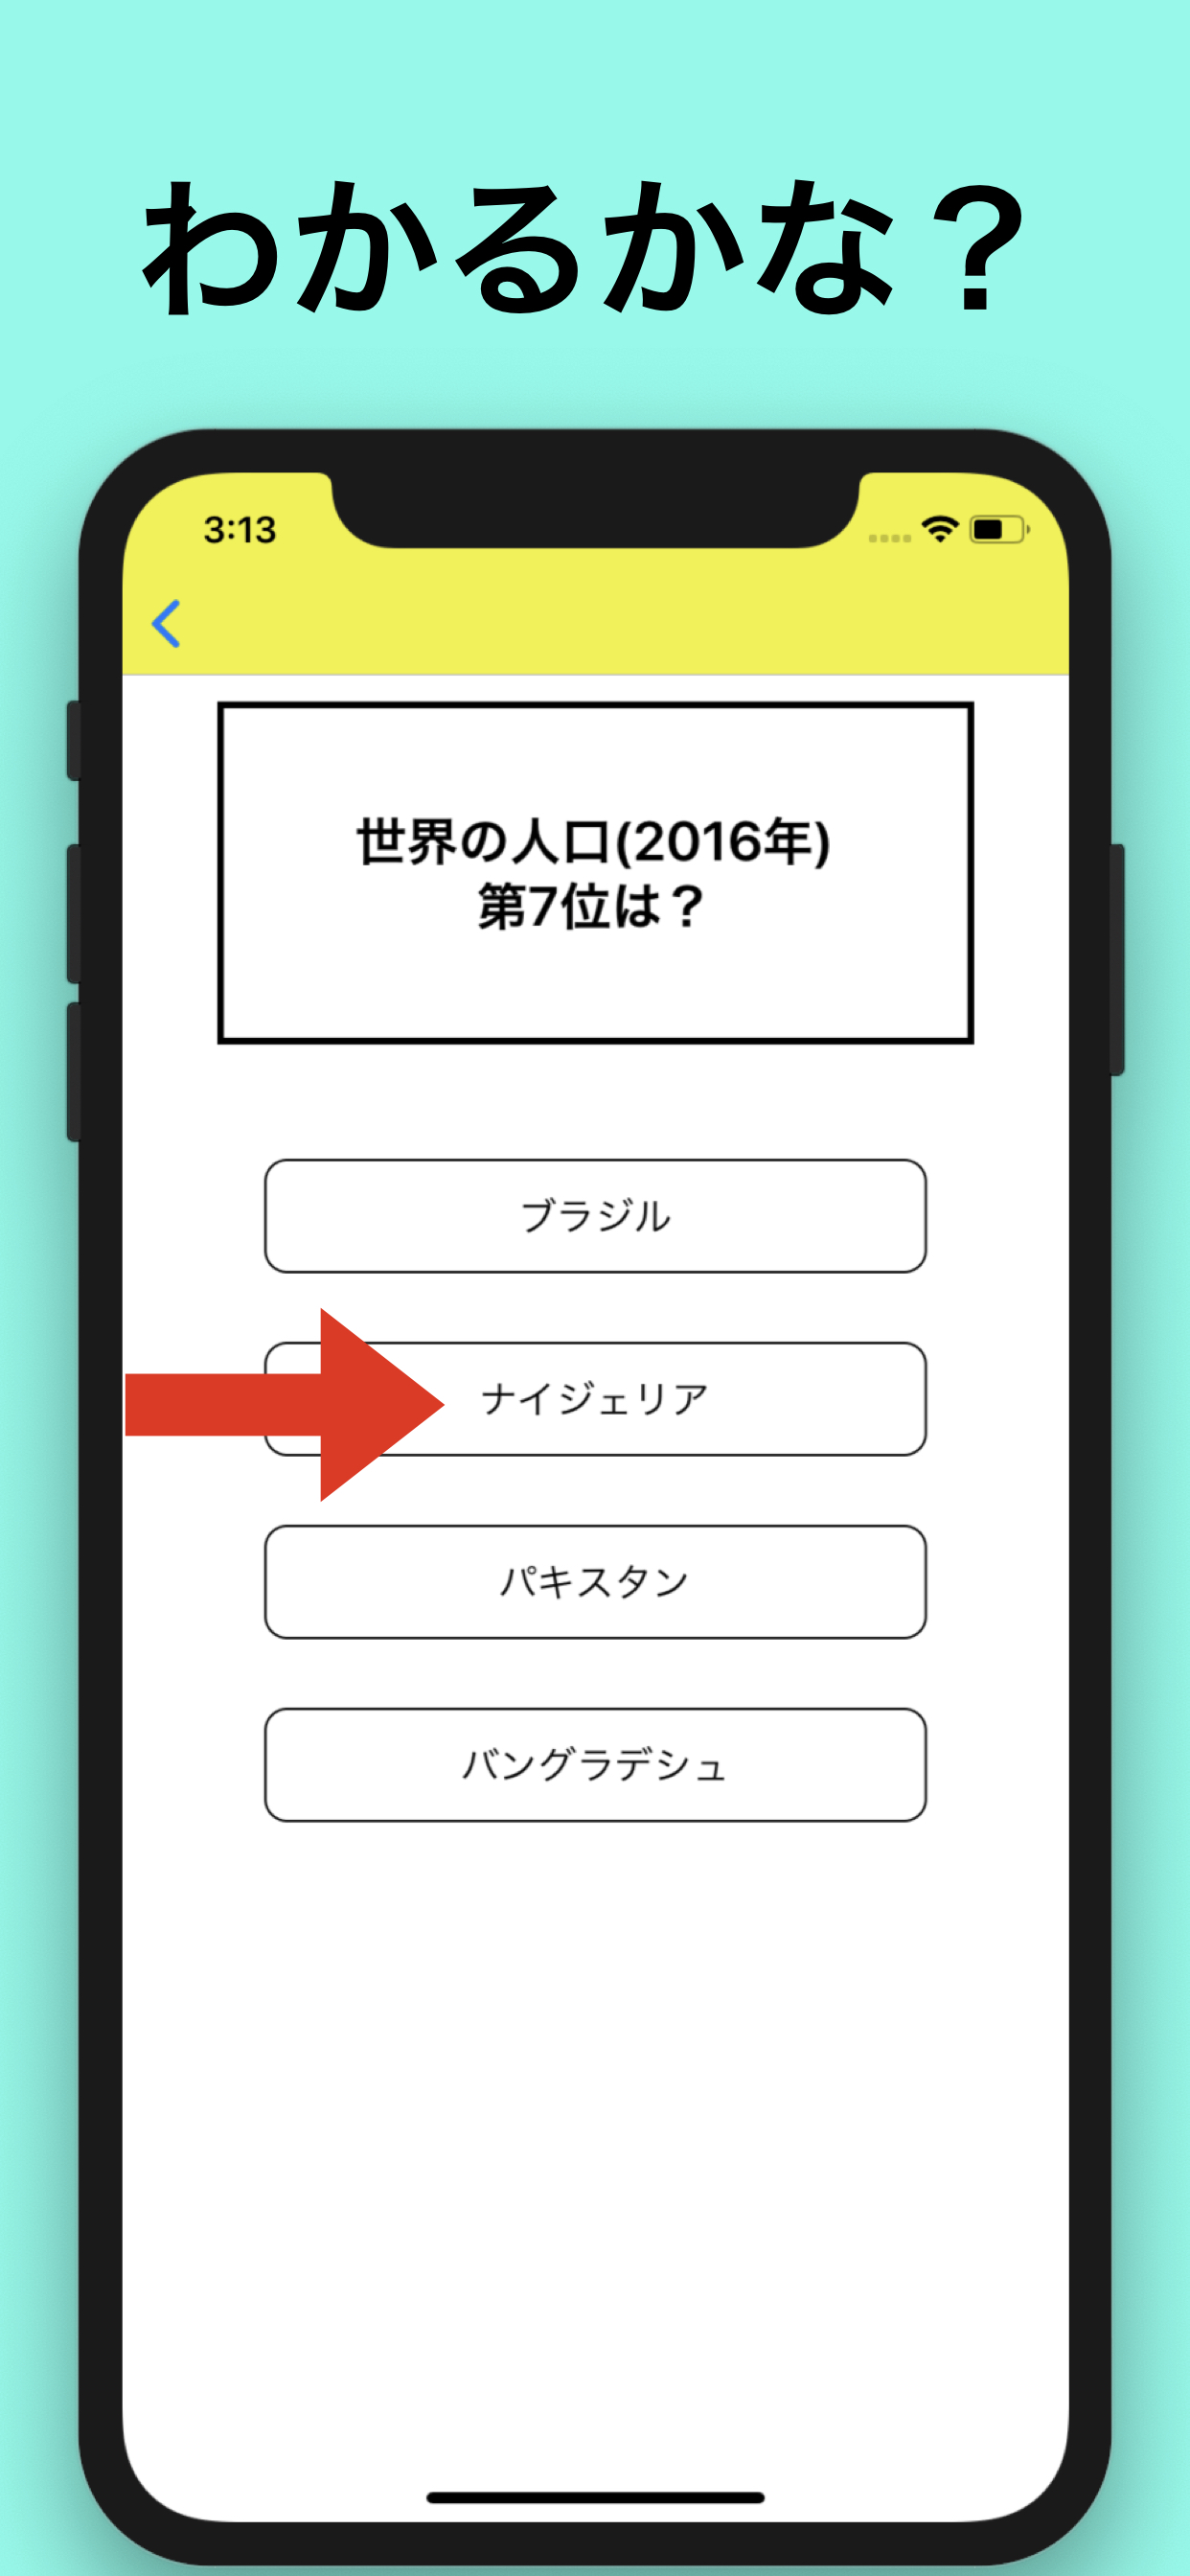 わかるかな？
3:13
世界の人口(2016年)
第7位は？
ブラジル
ナイジェリア
パキスタン
バングラデシュ